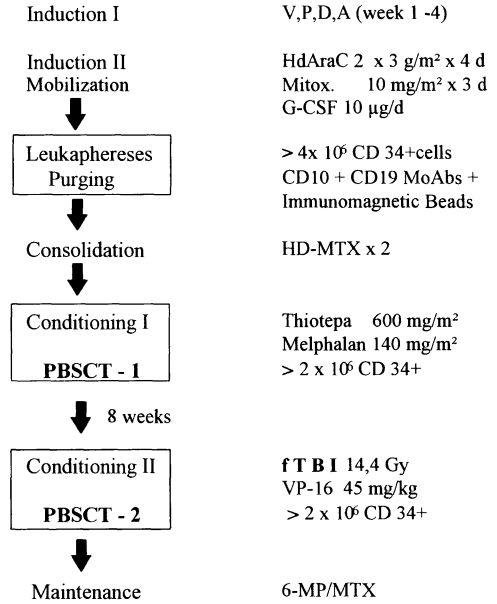 Induction I V,P,D,A (week 1 -4)
Induction II HdAraC 2 x 3 g/m² x 4 d
Mobilization Mitox. 10 mg/m² x 3 d
G-CSF 10 µg/d
Leukaphereses > 4x 10⁶ CD 34+cells
Purging CD10 + CD19 MoAbs +
Immunomagnetic Beads
Consolidation HD-MTX x 2
Conditioning I Thiotepa 600 mg/m²
Melphalan 140 mg/m²
PBSCT - 1 > 2 x 10⁶ CD 34+
8 weeks
Conditioning II f T B I 14,4 Gy
VP-16 45 mg/kg
PBSCT - 2 > 2 x 10⁶ CD 34+
Maintenance 6-MP/MTX